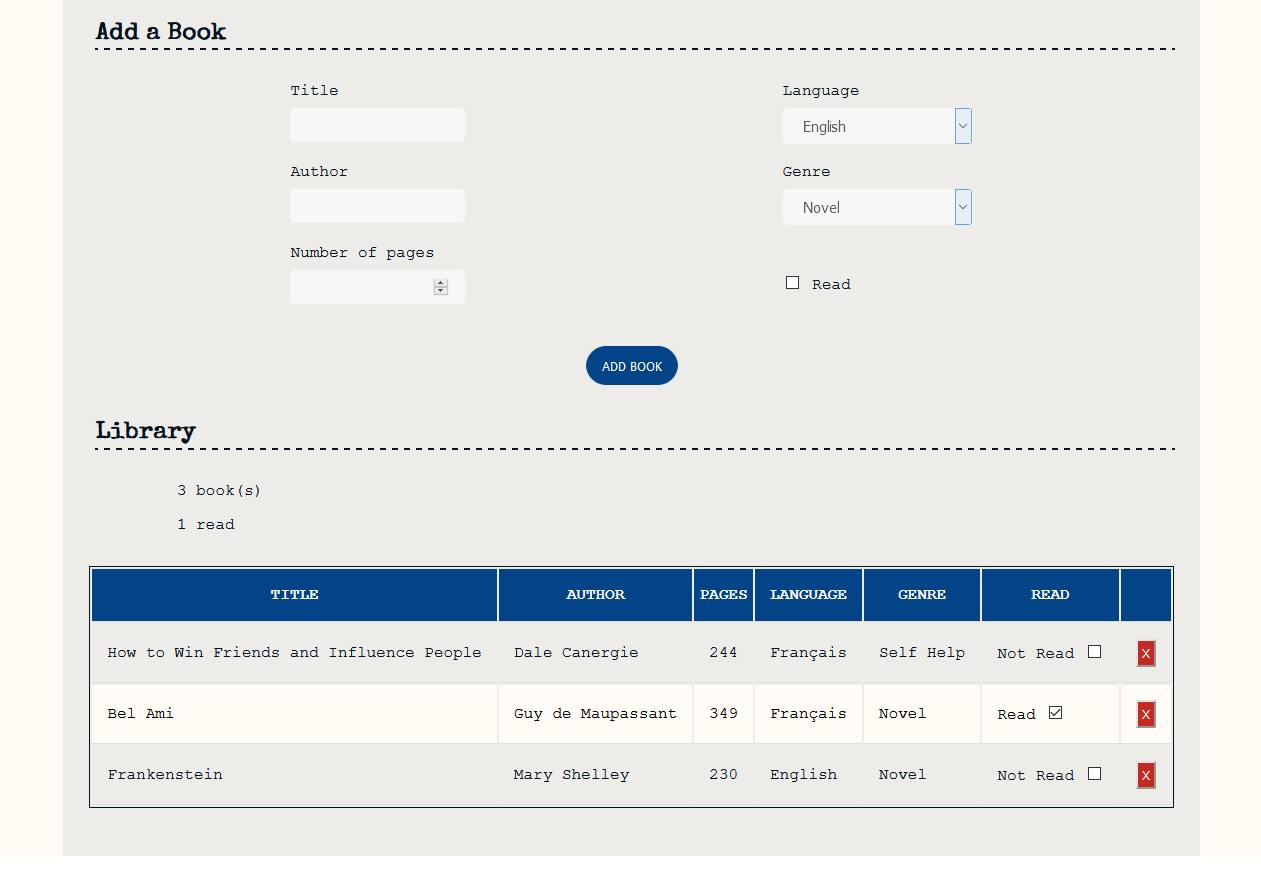 Add a Book
Title
Language
English
Author
Genre
Novel
Number of pages
Read
ADD BOOK
Library
3 book(s)
1 read
TITLE AUTHOR PAGES LANGUAGE GENRE READ
How to Win Friends and Influence People Dale Canergie 244 Français Self Help Not Read X
Bel Ami Guy de Maupassant 349 Français Novel Read X
Frankenstein Mary Shelley 230 English Novel Not Read X